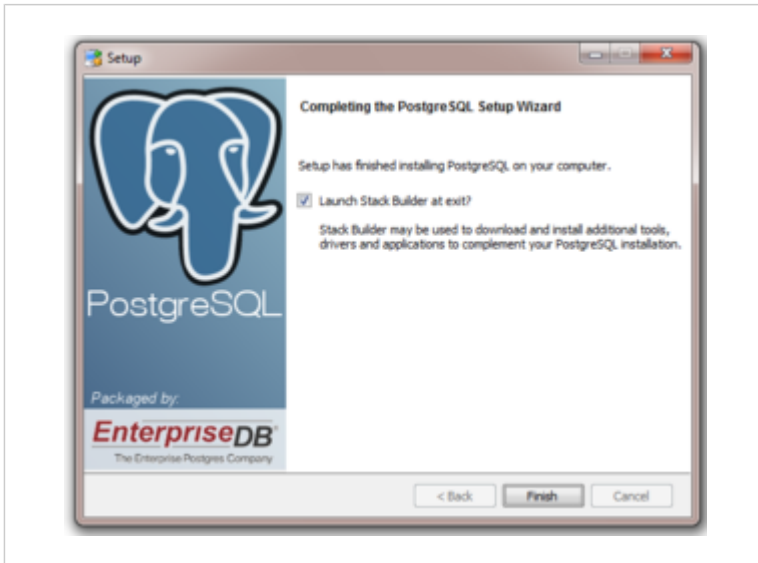 Setup
Completing the PostgreSQL Setup Wizard
Setup has finished installing PostgreSQL on your computer.
Launch Stack Builder at exit?
Stack Builder may be used to download and install additional tools,
drivers and applications to complement your PostgreSQL installation.
PostgreSQL
Packaged by:
EnterpriseDB
The Enterprise Postgres Company
< Back
Finish
Cancel